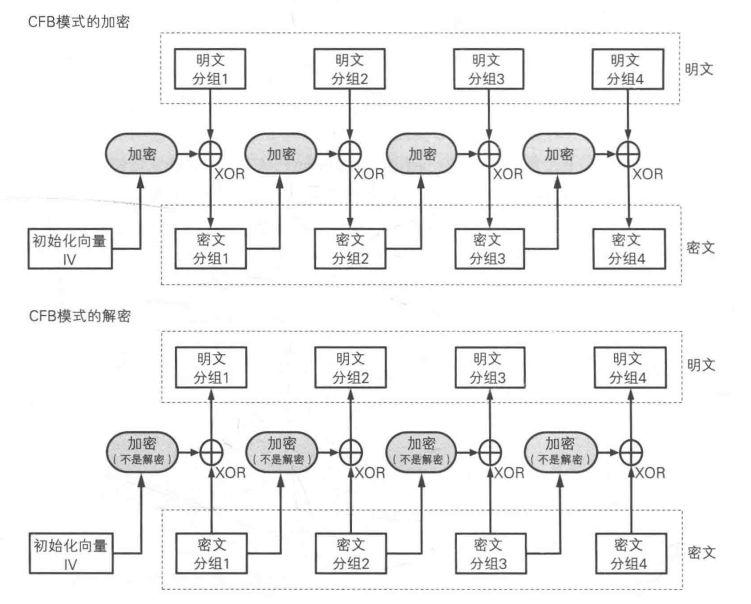 CFB模式的加密
明文
分组1
明文
分组2
明文
分组3
明文
分组4
明文
加密
加密
加密
加密
XOR
XOR
XOR
XOR
初始化向量
IV
密文
分组1
密文
分组2
密文
分组3
密文
分组4
密文
CFB模式的解密
明文
分组1
明文
分组2
明文
分组3
明文
分组4
明文
加密
(不是解密)
加密
(不是解密)
加密
(不是解密)
加密
(不是解密)
XOR
XOR
XOR
XOR
初始化向量
IV
密文
分组1
密文
分组2
密文
分组3
密文
分组4
密文